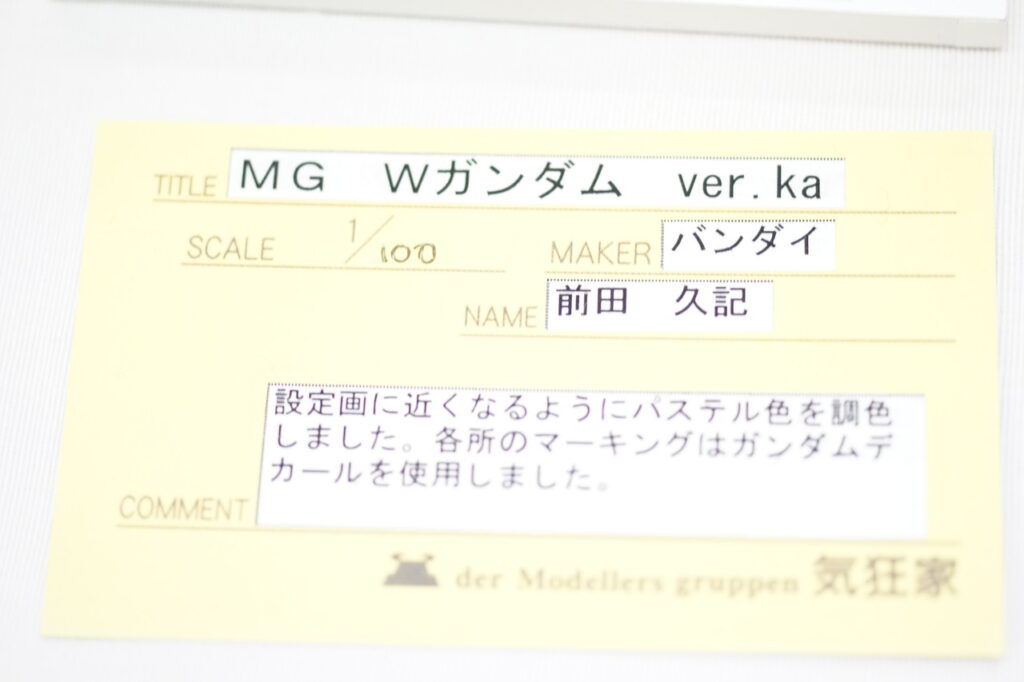 TITLE MG Wガンダム ver.ka
SCALE 1/100 MAKER バンダイ
NAME 前田 久記
設定画に近くなるようにパステル色を調色
しました。各所のマーキングはガンダムデ
カールを使用しました。
COMMENT
der Modellers gruppen 気狂家